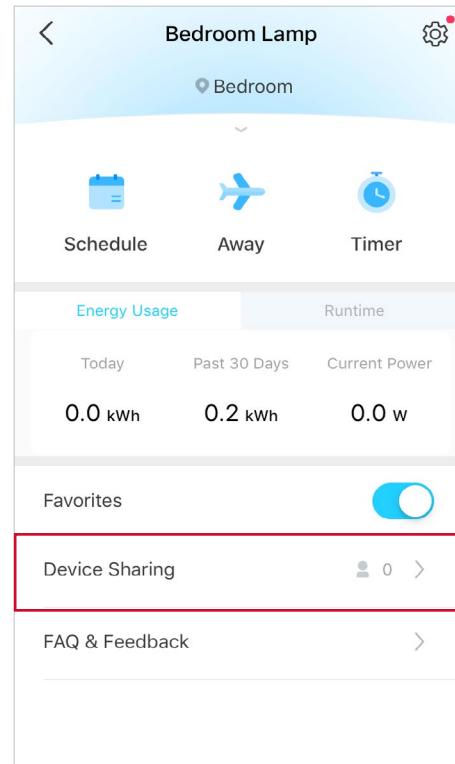 Bedroom Lamp
Bedroom
Schedule Away Timer
Energy Usage Runtime
Today Past 30 Days Current Power
0.0 kWh 0.2 kWh 0.0 W
Favorites
Device Sharing 0
FAQ & Feedback